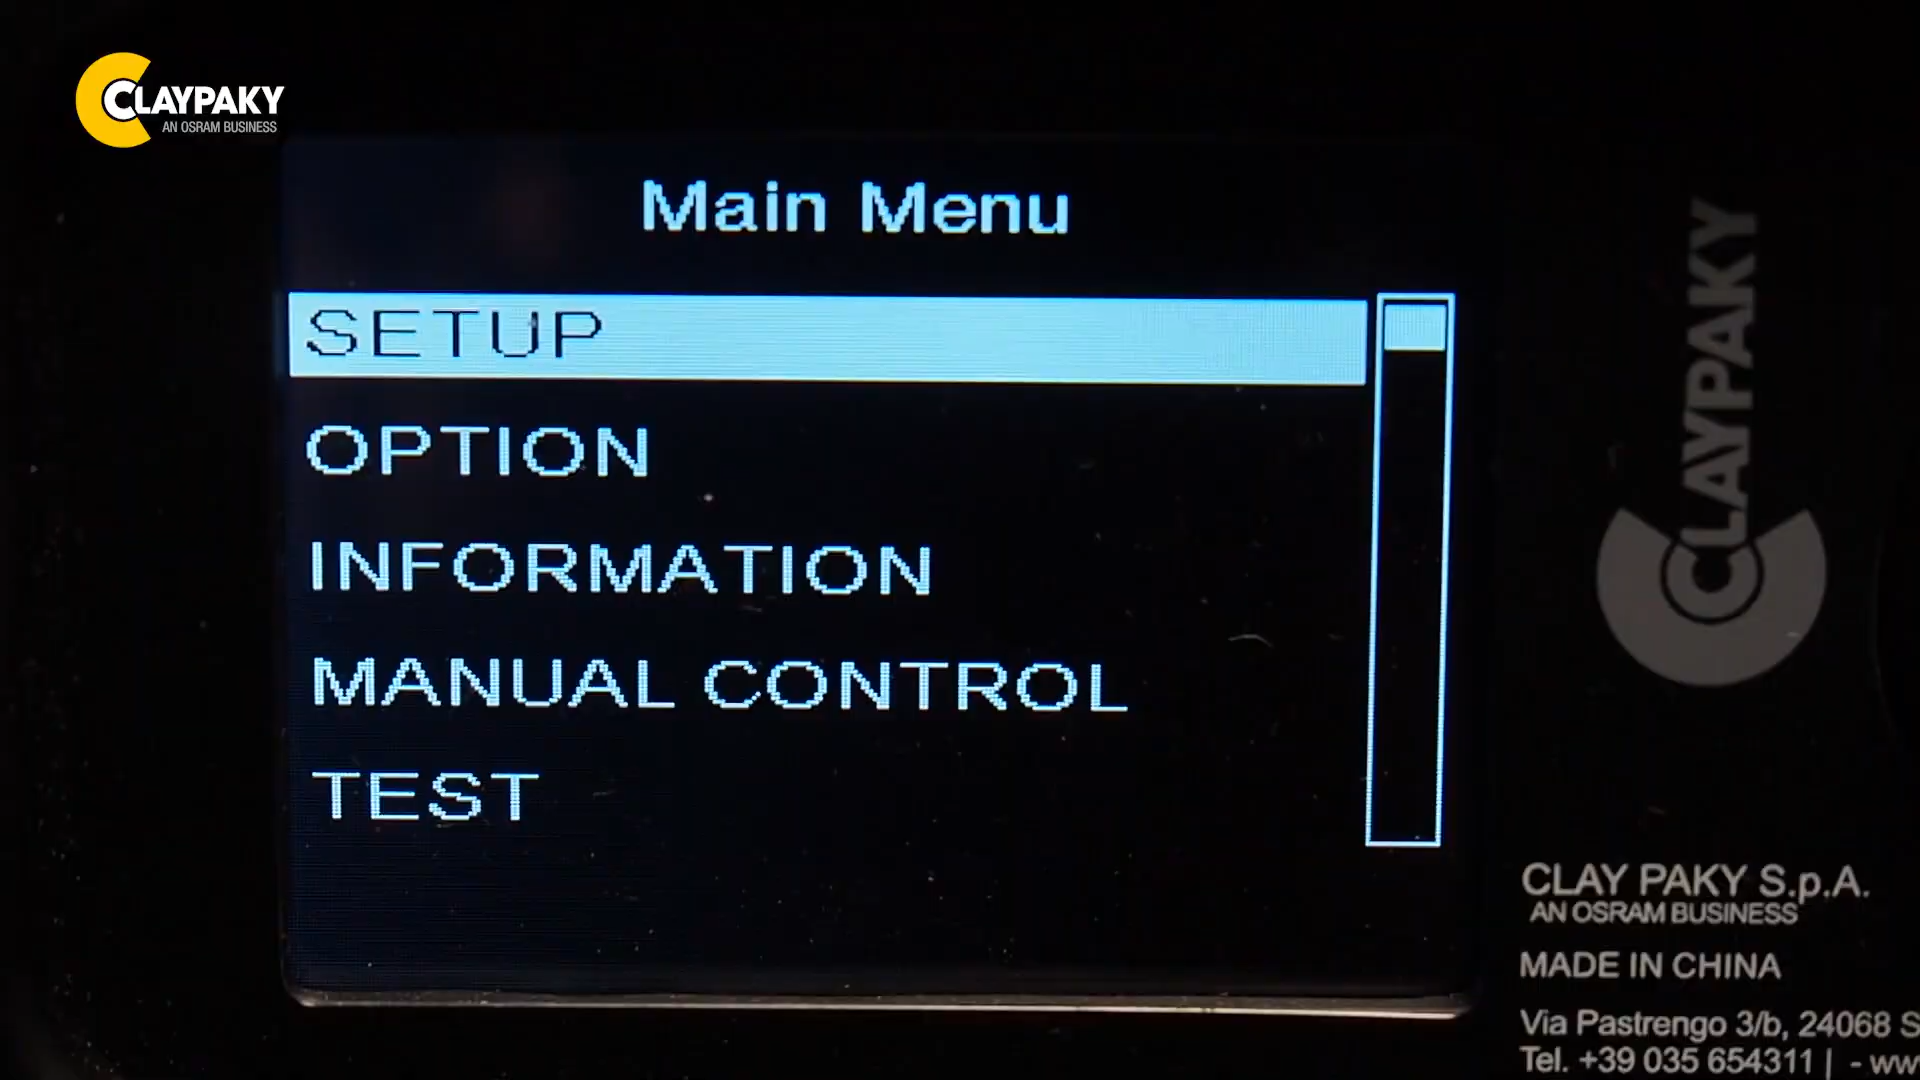 CLAYPAKY
AN OSRAM BUSINESS
Main Menu
SETUP
OPTION
INFORMATION
MANUAL CONTROL
TEST
CLAYPAKY
CLAY PAKY S.p.A.
AN OSRAM BUSINESS
MADE IN CHINA
Via Pastrengo 3/b, 24068 S
Tel. +39 035 654311 | - ww